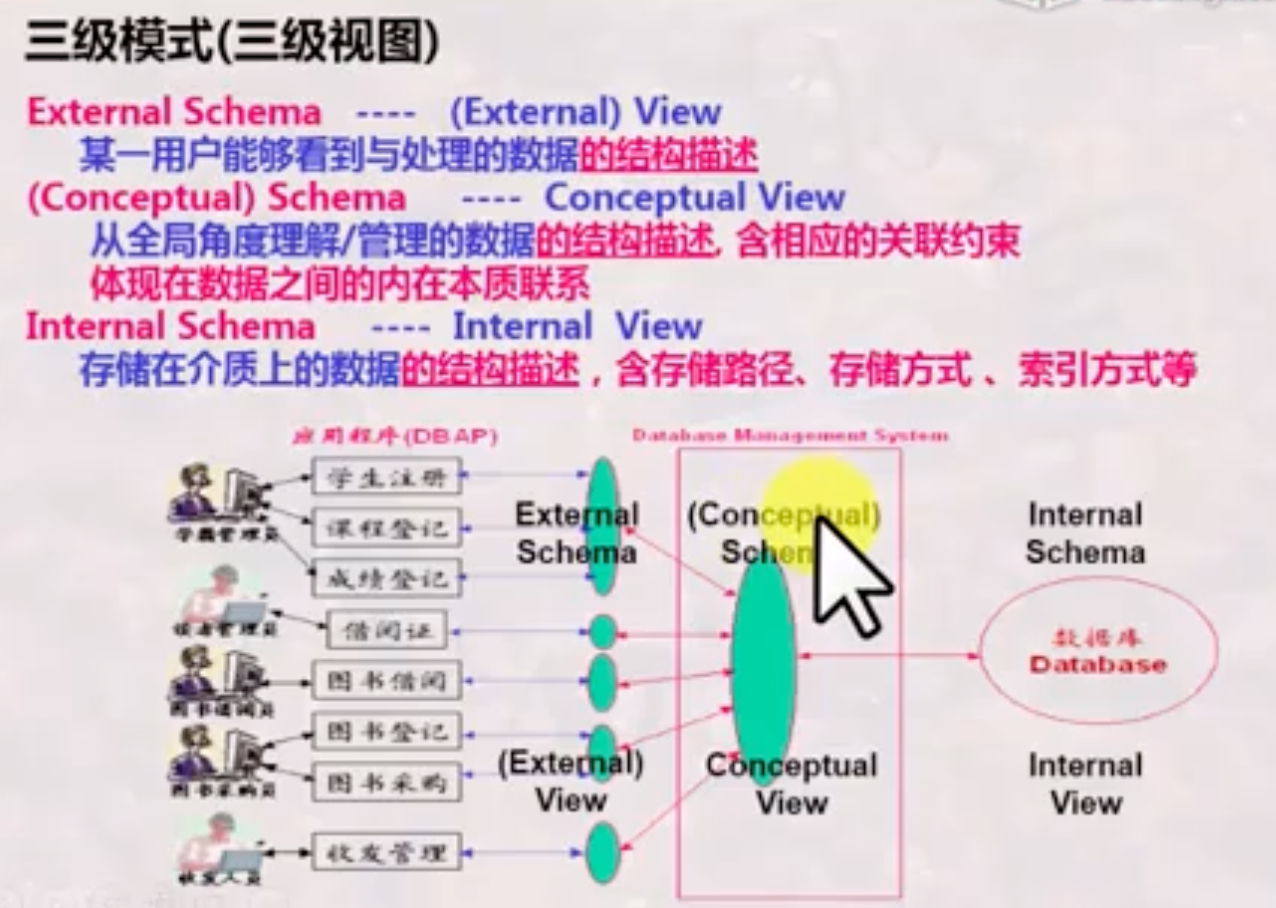 三级模式(三级视图)
External Schema ---- (External) View
某一用户能够看到与处理的数据的结构描述
(Conceptual) Schema ---- Conceptual View
从全局角度理解/管理的数据的结构描述, 含相应的关联约束
体现在数据之间的内在本质联系
Internal Schema ---- Internal View
存储在介质上的数据的结构描述，含存储路径、存储方式 、索引方式等
应用程序(DBAP)
Database Management System
学籍管理员
学生注册
课程登记
成绩登记
借阅证
图书借阅
图书借阅员
图书登记
图书采购
图书采购员
收发管理
收发人员
External
Schema
(Conceptual)
Internal
Schema
数据库
Database
(External)
View
Conceptual
View
Internal
View